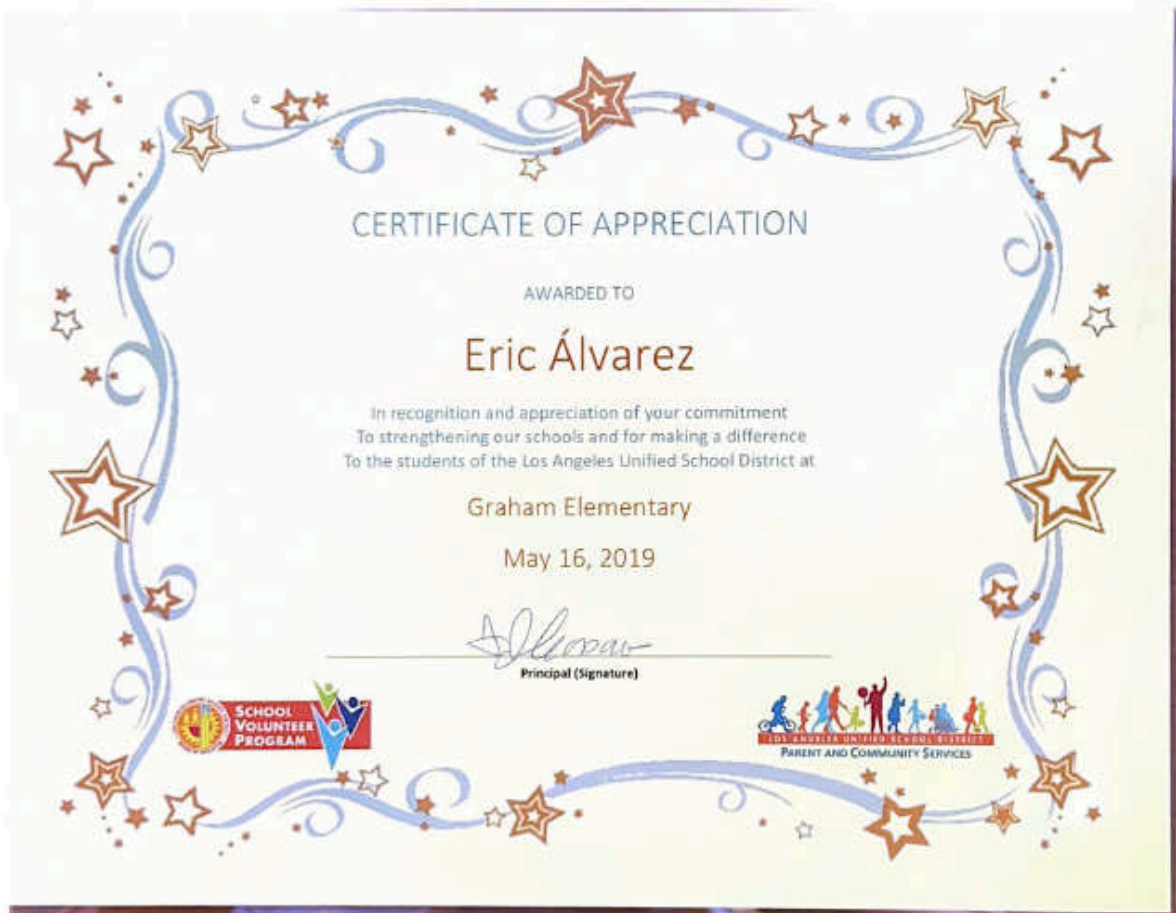 CERTIFICATE OF APPRECIATION
AWARDED TO
Eric Álvarez
In recognition and appreciation of your commitment
To strengthening our schools and for making a difference
To the students of the Los Angeles Unified School District at
Graham Elementary
May 16, 2019
Principal (Signature)
SCHOOL
VOLUNTEER
PROGRAM
LOS ANGELES UNIFIED SCHOOL DISTRICT
PARENT AND COMMUNITY SERVICES